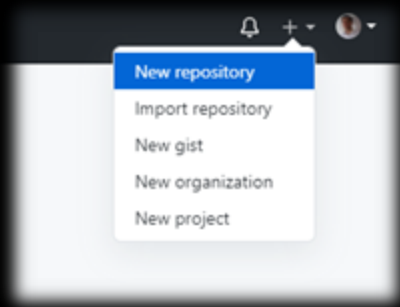 New repository
Import repository
New gist
New organization
New project